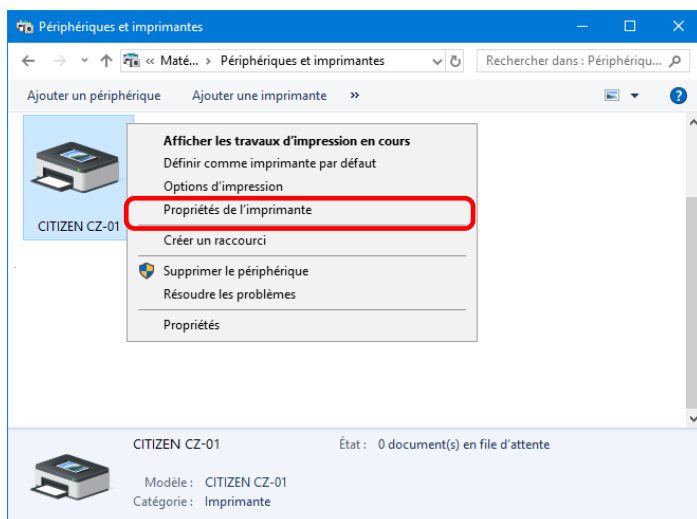 Périphériques et imprimantes
« Maté... › Périphériques et imprimantes
Rechercher dans : Périphériqu...
Ajouter un périphérique Ajouter une imprimante »
Afficher les travaux d'impression en cours
Définir comme imprimante par défaut
Options d'impression
Propriétés de l'imprimante
CITIZEN CZ-01
Créer un raccourci
Supprimer le périphérique
Résoudre les problèmes
Propriétés
CITIZEN CZ-01 État : 0 document(s) en file d'attente
Modèle : CITIZEN CZ-01
Catégorie : Imprimante